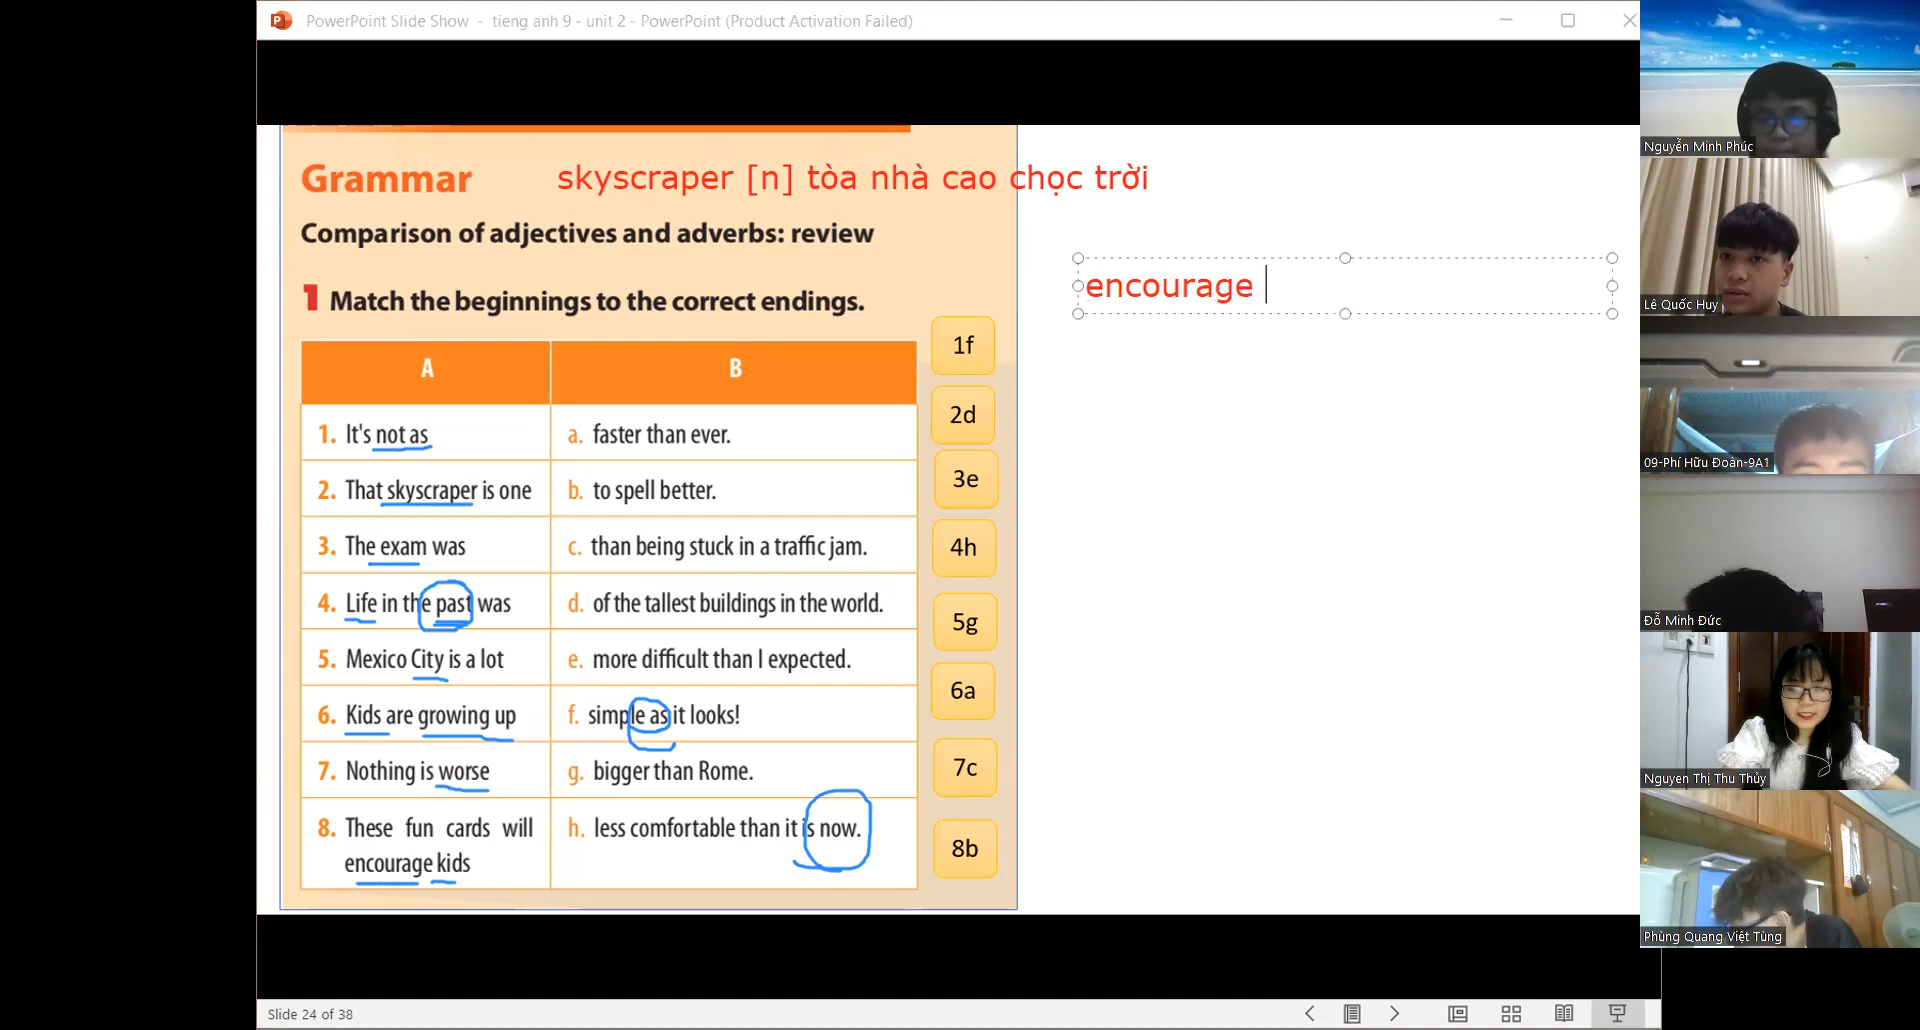 PowerPoint Slide Show - tieng anh 9 - unit 2 - PowerPoint (Product Activation Failed)
Grammar
skyscraper [n] tòa nhà cao chọc trời
Comparison of adjectives and adverbs: review
encourage
1 Match the beginnings to the correct endings.
A B
1. It's not as a. faster than ever.
2. That skyscraper is one b. to spell better.
3. The exam was c. than being stuck in a traffic jam.
4. Life in the past was d. of the tallest buildings in the world.
5. Mexico City is a lot e. more difficult than I expected.
6. Kids are growing up f. simple as it looks!
7. Nothing is worse g. bigger than Rome.
8. These fun cards will h. less comfortable than it is now.
encourage kids
1f
2d
3e
4h
5g
6a
7c
8b
Nguyễn Minh Phúc
Lê Quốc Huy
09-Phí Hữu Đoàn-9A1
Đỗ Minh Đức
Nguyen Thị Thu Thủy
Phùng Quang Việt Tùng
Slide 24 of 38